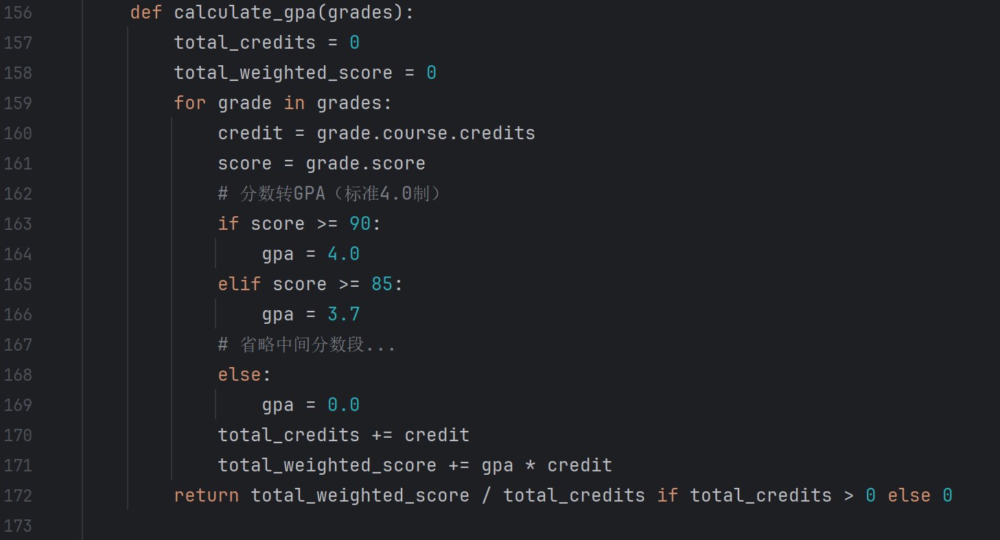 156 def calculate_gpa(grades):
157 total_credits = 0
158 total_weighted_score = 0
159 for grade in grades:
160 credit = grade.course.credits
161 score = grade.score
162 # 分数转GPA（标准4.0制）
163 if score >= 90:
164 gpa = 4.0
165 elif score >= 85:
166 gpa = 3.7
167 # 省略中间分数段...
168 else:
169 gpa = 0.0
170 total_credits += credit
171 total_weighted_score += gpa * credit
172 return total_weighted_score / total_credits if total_credits > 0 else 0
173